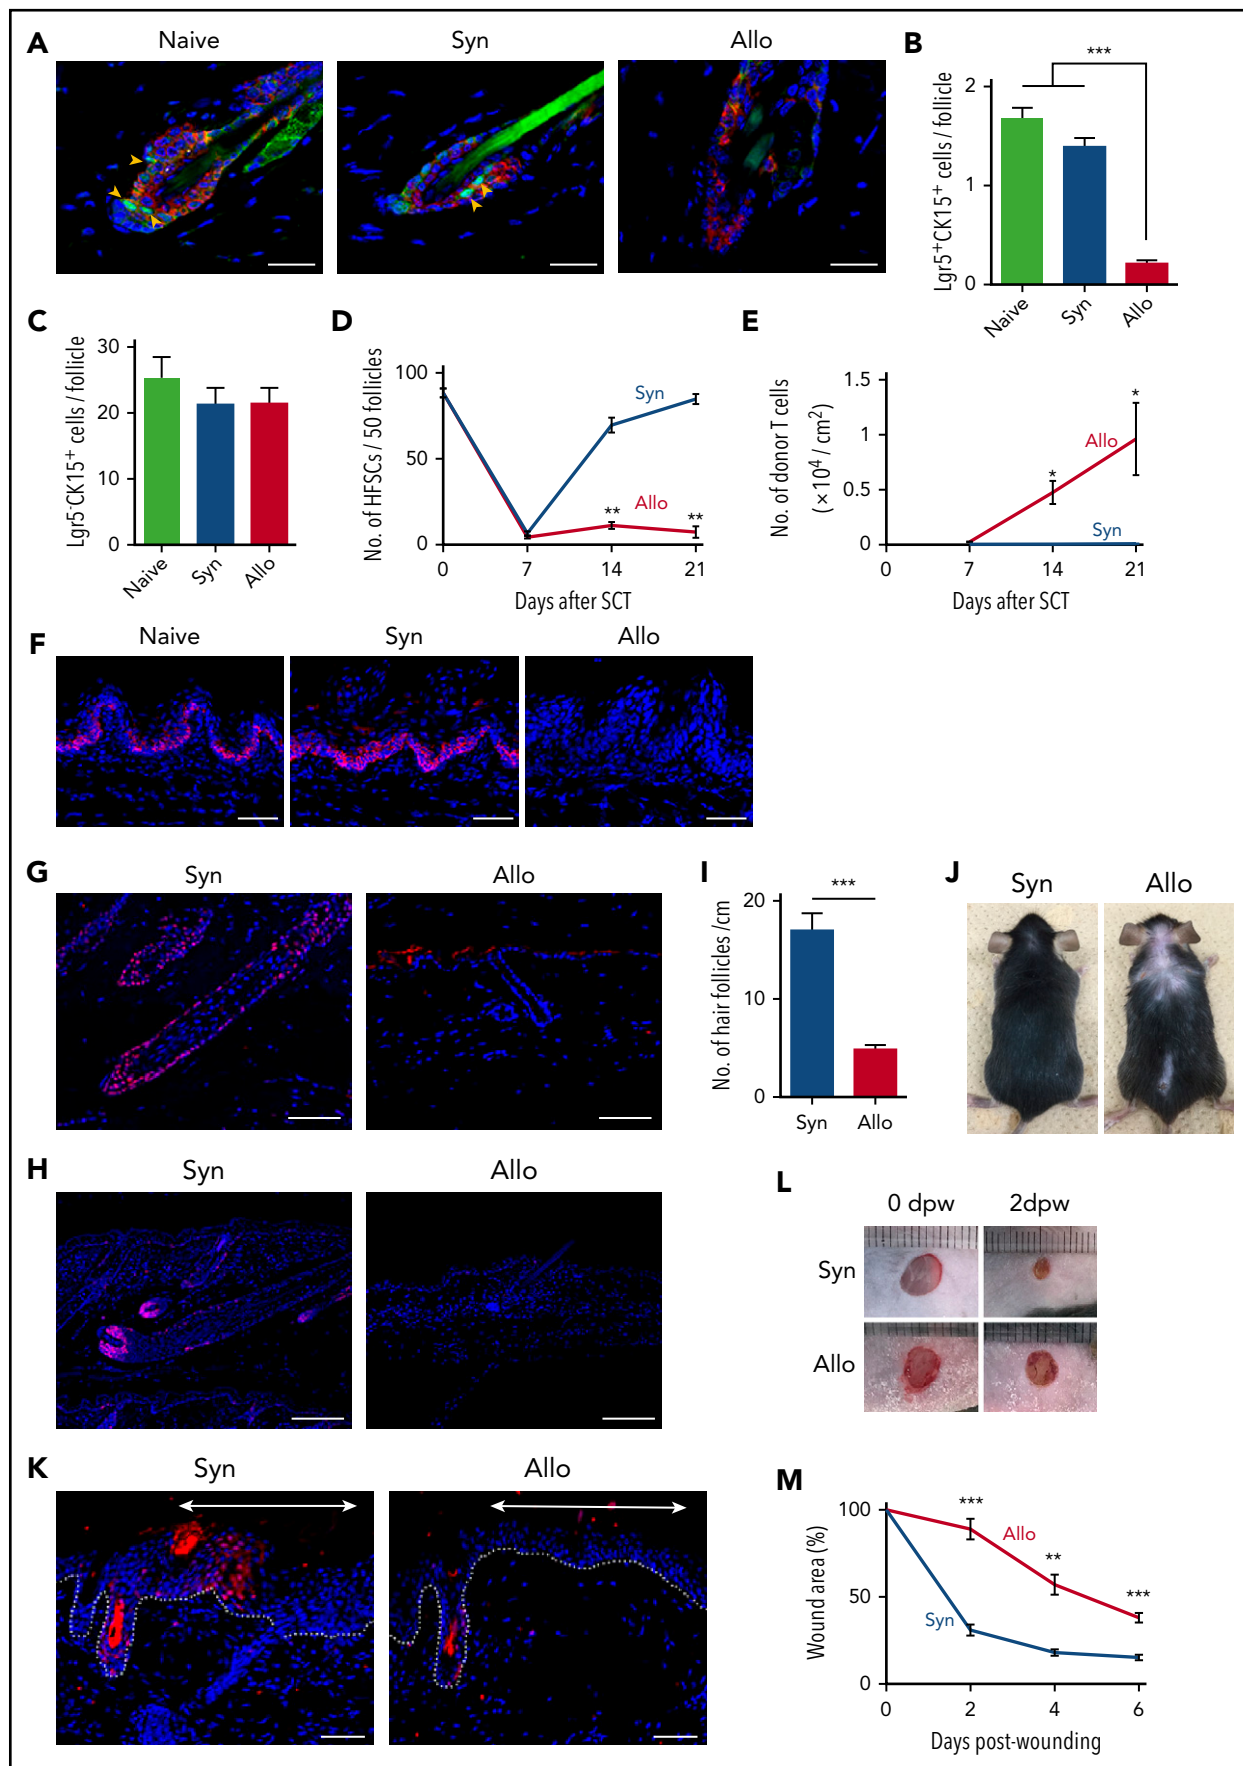 A
Naive
Syn
Allo
B
***
Lgr5+CK15+ cells / follicle
2
1
0
Naive
Syn
Allo
C
Lgr5-CK15+ cells / follicle
30
20
10
0
Naive
Syn
Allo
D
No. of HFSCs / 50 follicles
100
50
0
Syn
Allo
**
**
0
7
14
21
Days after SCT
E
No. of donor T cells
(×10⁴ / cm²)
1.5
1
0.5
0
Allo
*
*
Syn
0
7
14
21
Days after SCT
F
Naive
Syn
Allo
G
Syn
Allo
H
Syn
Allo
I
***
No. of hair follicles /cm
20
10
0
Syn
Allo
J
Syn
Allo
K
Syn
Allo
L
0 dpw
2dpw
Syn
Allo
M
Wound area (%)
100
50
0
***
Allo
**
***
Syn
0
2
4
6
Days post-wounding